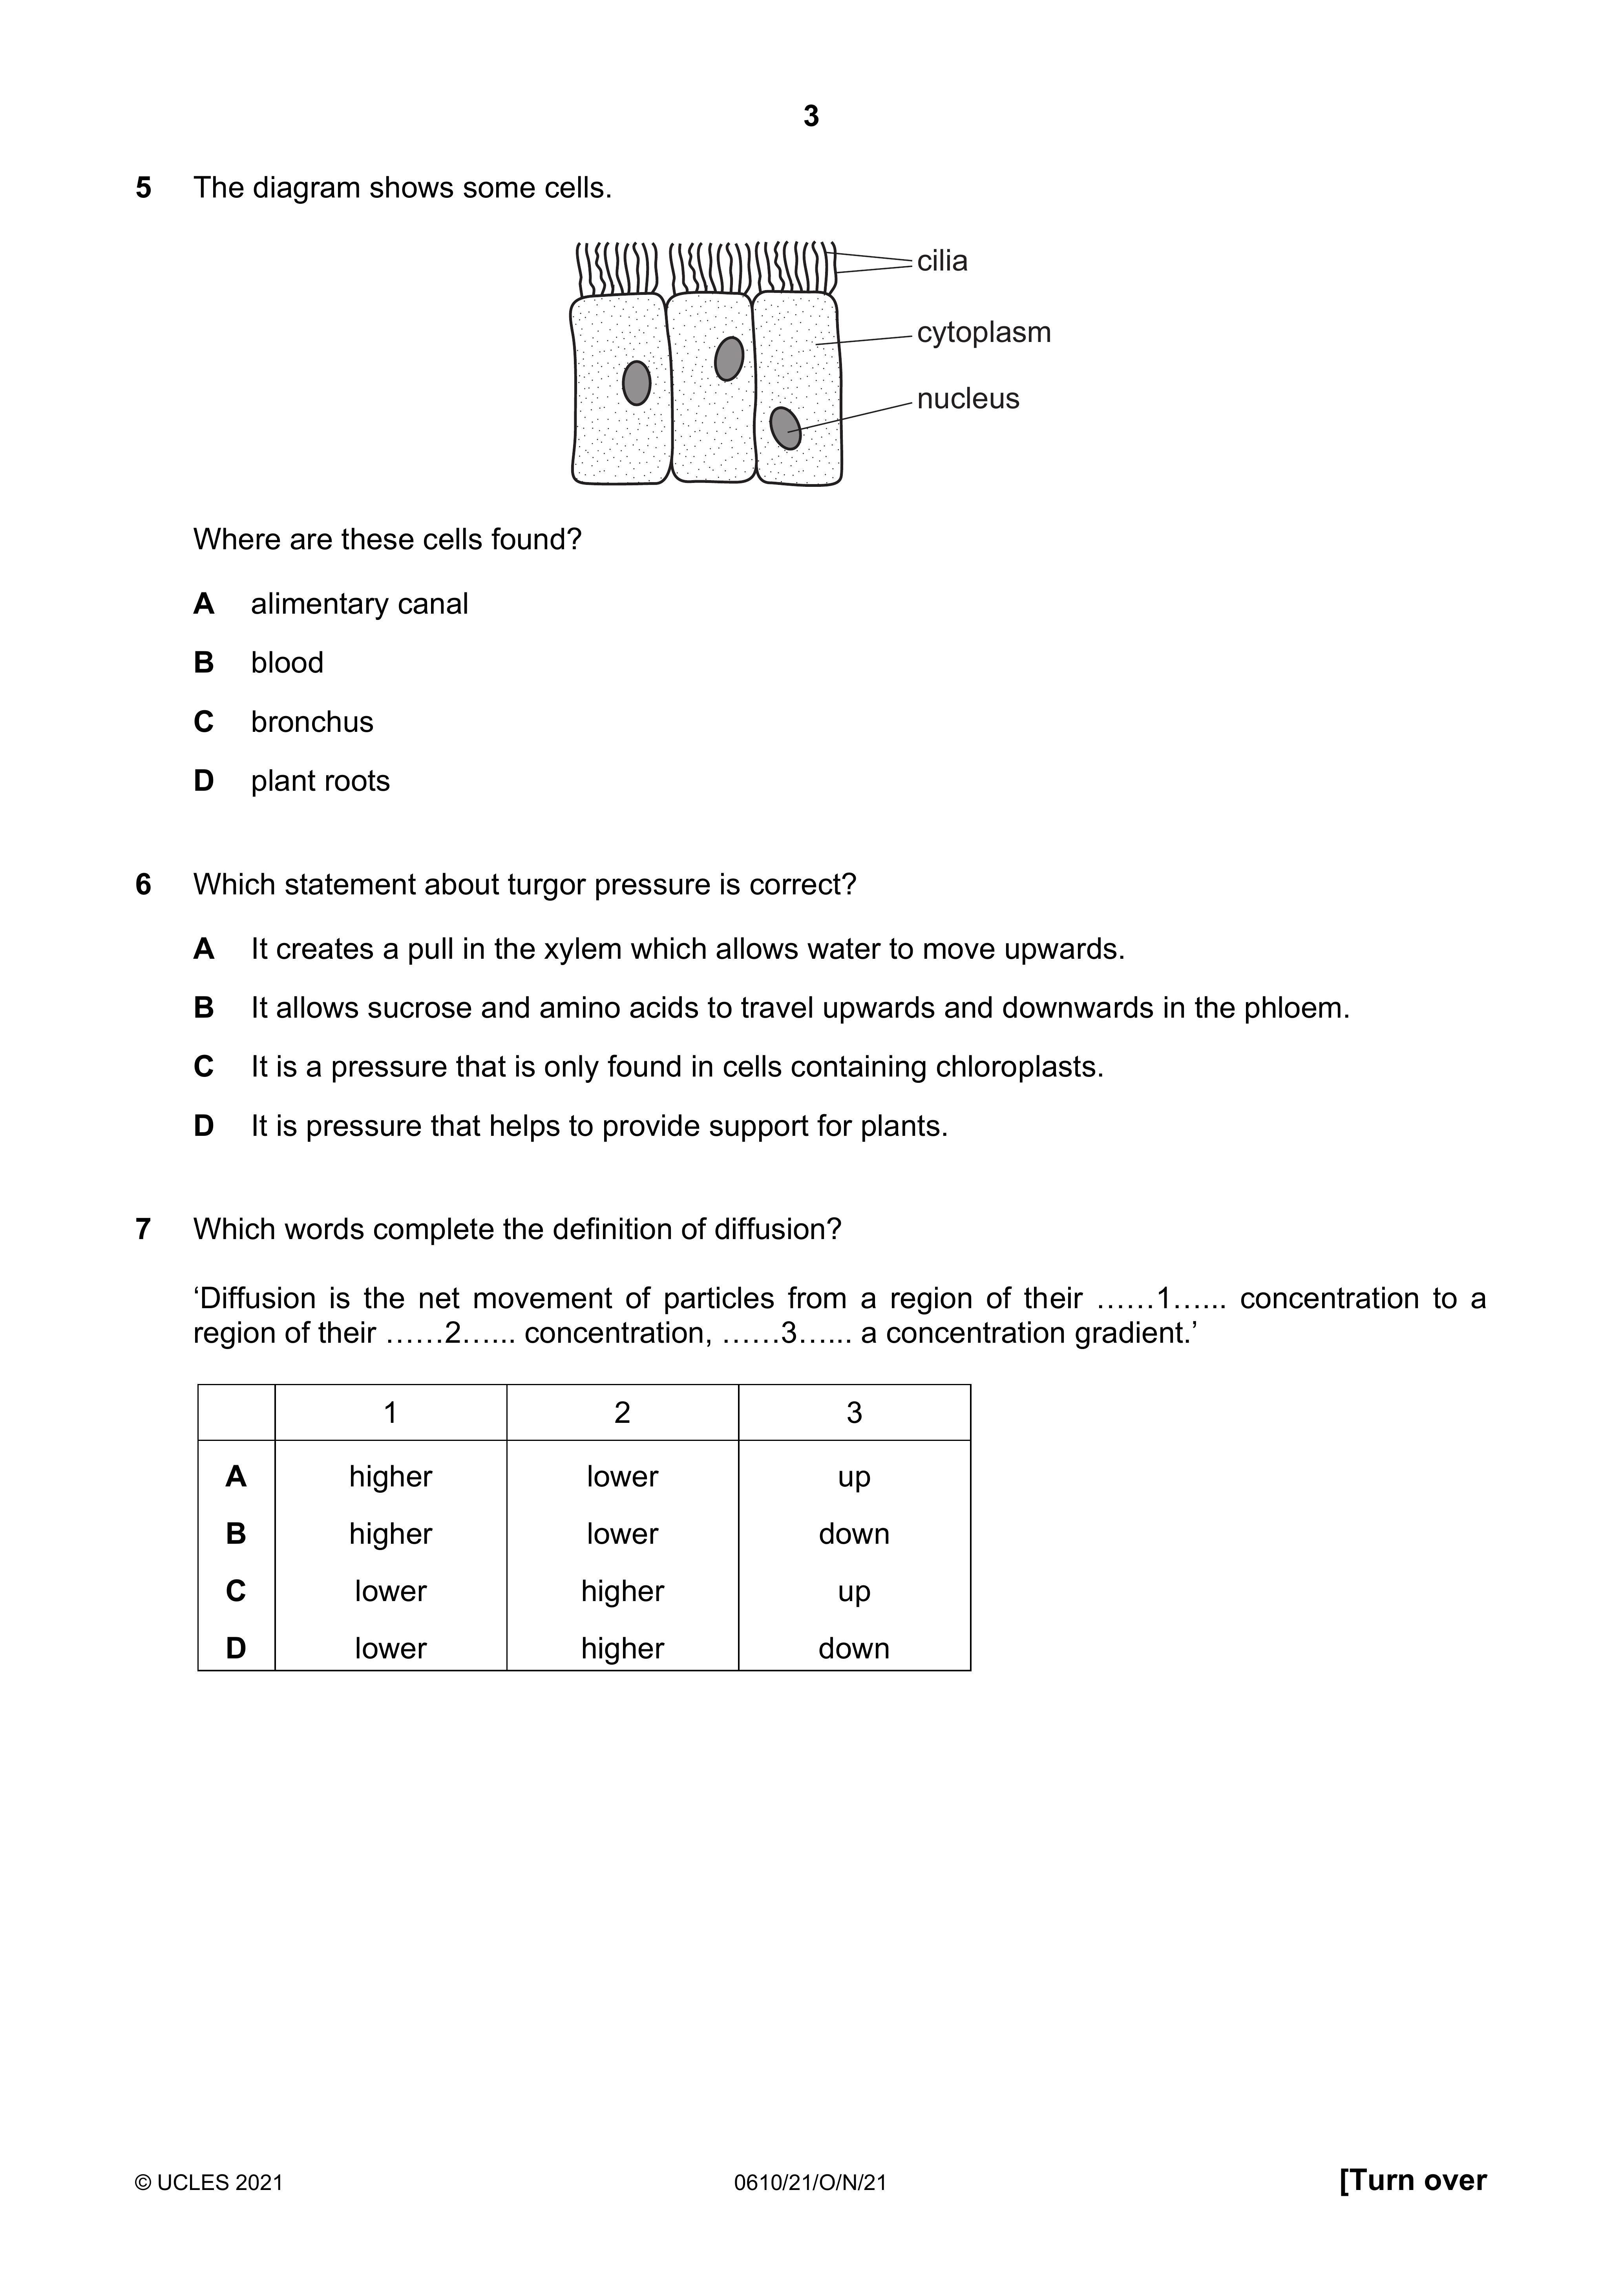 3
5 The diagram shows some cells.
cilia
cytoplasm
nucleus
Where are these cells found?
A alimentary canal
B blood
C bronchus
D plant roots
6 Which statement about turgor pressure is correct?
A It creates a pull in the xylem which allows water to move upwards.
B It allows sucrose and amino acids to travel upwards and downwards in the phloem.
C It is a pressure that is only found in cells containing chloroplasts.
D It is pressure that helps to provide support for plants.
7 Which words complete the definition of diffusion?
‘Diffusion is the net movement of particles from a region of their ……1…... concentration to a
region of their ……2…... concentration, ……3…... a concentration gradient.’
1 2 3
A higher lower up
B higher lower down
C lower higher up
D lower higher down
© UCLES 2021 0610/21/O/N/21 [Turn over